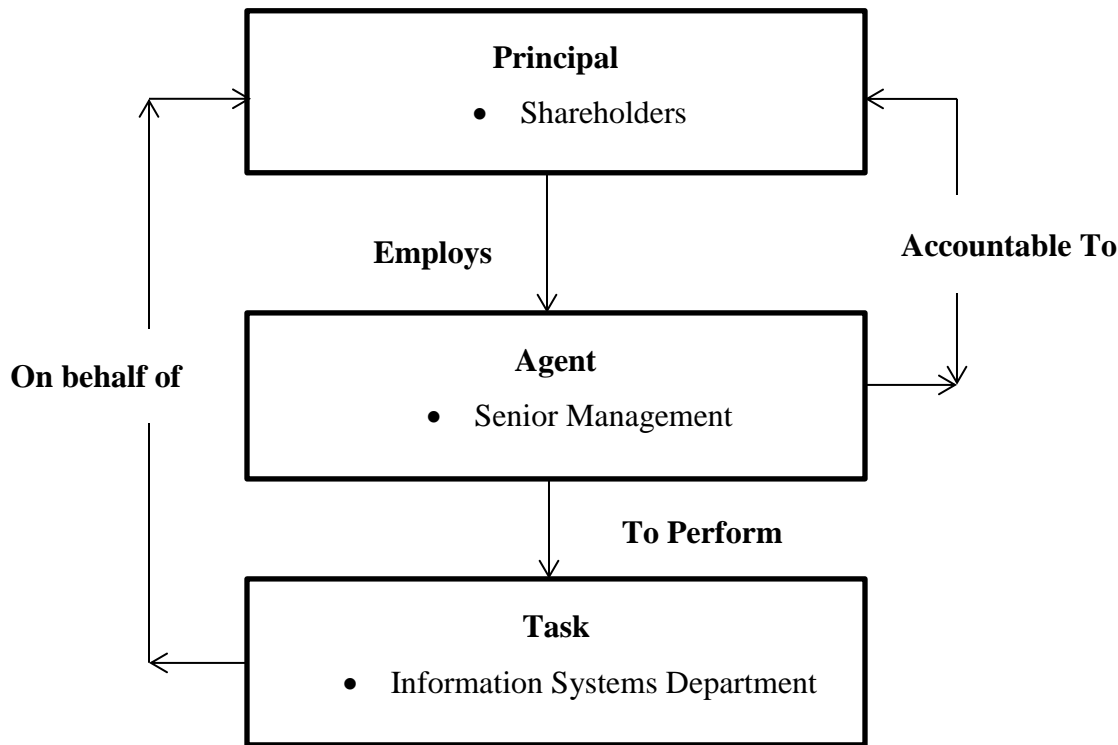 Principal
• Shareholders
Employs
Accountable To
Agent
• Senior Management
On behalf of
To Perform
Task
• Information Systems Department